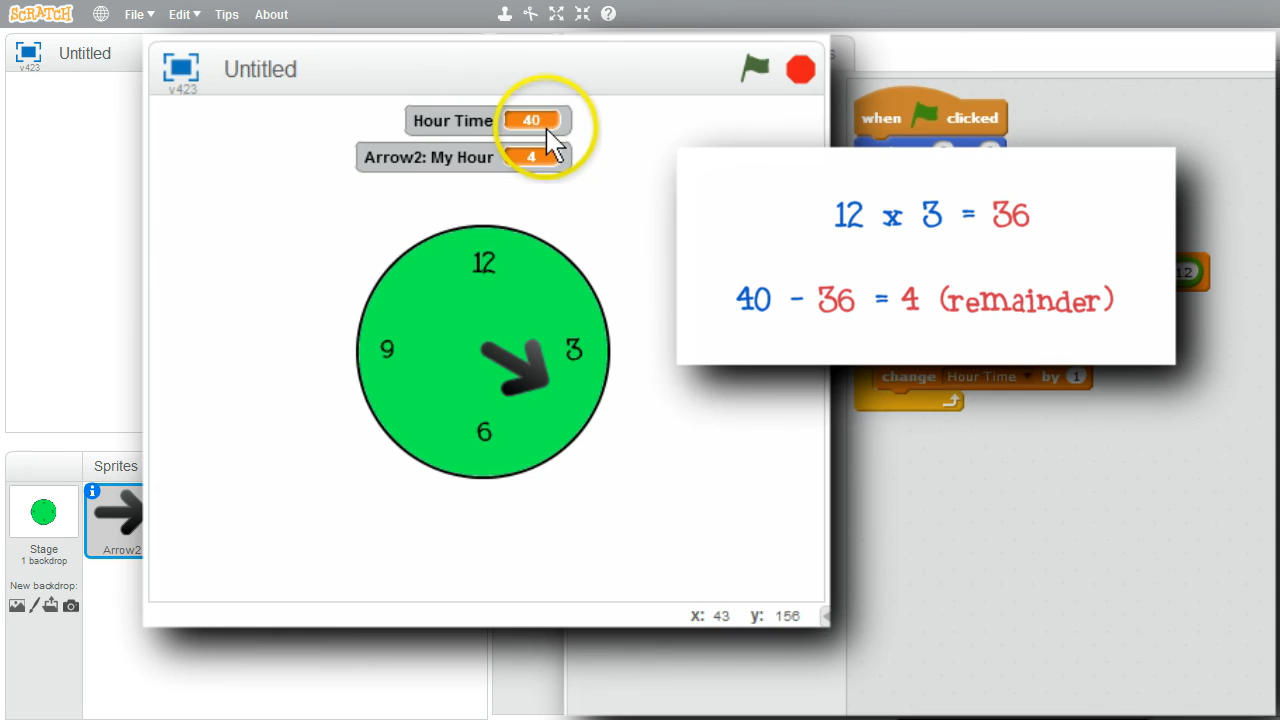 SCRATCH File Edit Tips About
Untitled
v423
Untitled
v423
Hour Time 40
Arrow2: My Hour 4
12
9 3
6
12 x 3 = 36
40 - 36 = 4 (remainder)
when clicked
12
change Hour Time by 1
x: 43 y: 156
Sprites
Stage
1 backdrop
Arrow2
New backdrop: